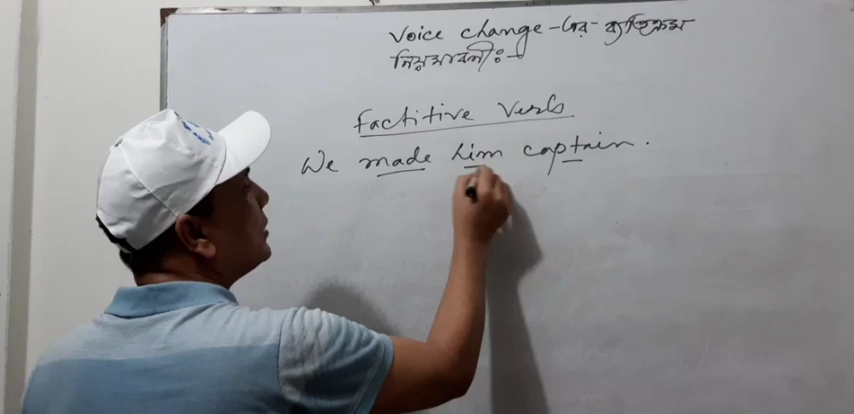 Voice change-এর ব্যতিক্রম
নিয়মাবলী :-
Factitive Verb
We made him captain.